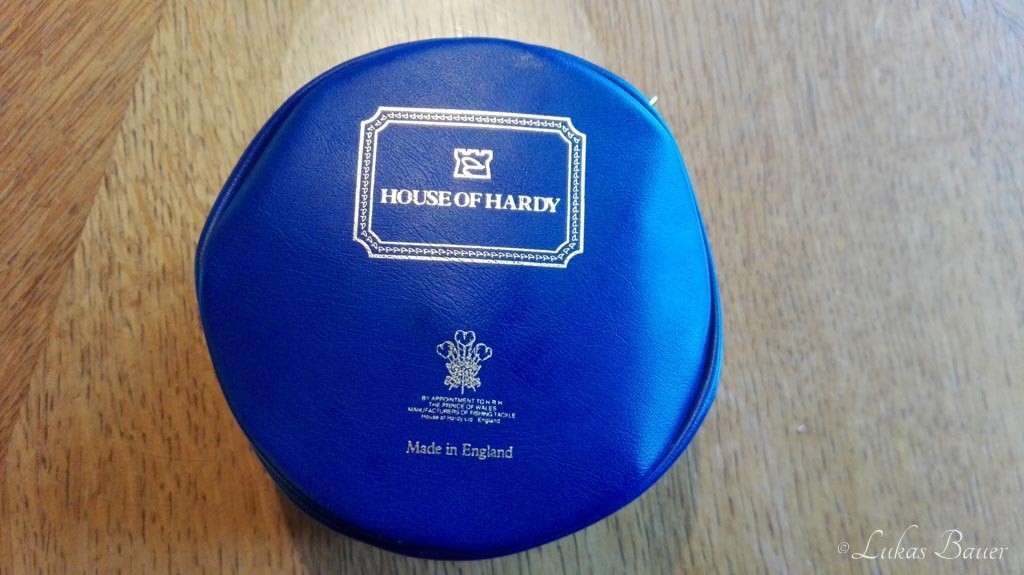 HOUSE OF HARDY
BY APPOINTMENT TO H R H
THE PRINCE OF WALES
MANUFACTURERS OF FISHING TACKLE
House of Hardy Ltd England
Made in England
© Lukas Bauer